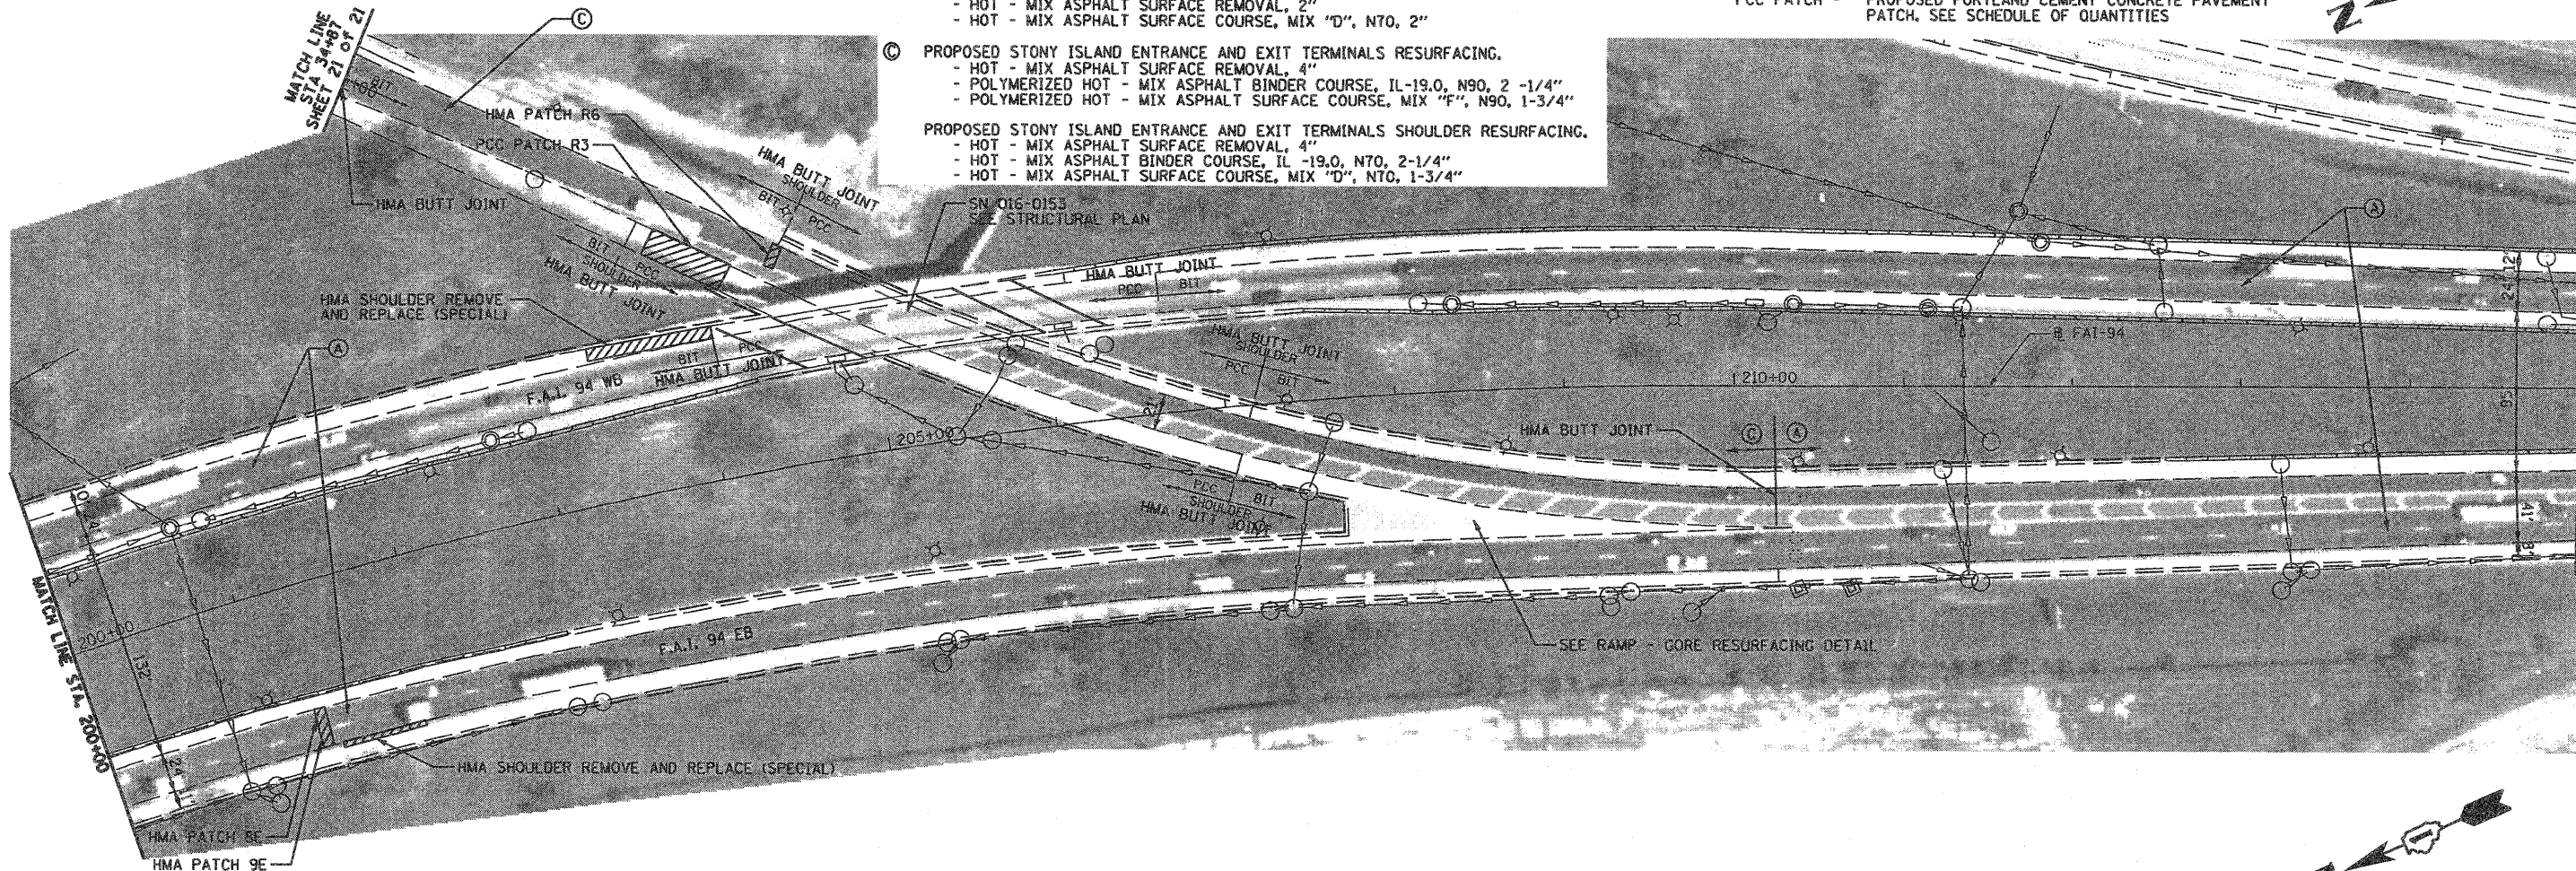 - HOT - MIX ASPHALT SURFACE REMOVAL, 2"
- HOT - MIX ASPHALT SURFACE COURSE, MIX "D", N70, 2"
PCC PATCH - PROPOSED PORTLAND CEMENT CONCRETE PAVEMENT
PATCH. SEE SCHEDULE OF QUANTITIES
Ⓒ PROPOSED STONY ISLAND ENTRANCE AND EXIT TERMINALS RESURFACING.
- HOT - MIX ASPHALT SURFACE REMOVAL, 4"
- POLYMERIZED HOT - MIX ASPHALT BINDER COURSE, IL-19.0, N90, 2 -1/4"
- POLYMERIZED HOT - MIX ASPHALT SURFACE COURSE, MIX "F", N90, 1-3/4"
PROPOSED STONY ISLAND ENTRANCE AND EXIT TERMINALS SHOULDER RESURFACING.
- HOT - MIX ASPHALT SURFACE REMOVAL, 4"
- HOT - MIX ASPHALT BINDER COURSE, IL -19.0, N70, 2-1/4"
- HOT - MIX ASPHALT SURFACE COURSE, MIX "D", N70, 1-3/4"
N
MATCH LINE
STA 34+87
SHEET 21 of 21
Ⓒ
BIT
HMA PATCH R6
PCC PATCH R3
HMA BUTT JOINT
HMA BUTT JOINT
SHOULDER
BIT PCC
SN 016-0153
SEE STRUCTURAL PLAN
BIT PCC
SHOULDER
HMA BUTT JOINT
HMA SHOULDER REMOVE
AND REPLACE (SPECIAL)
Ⓐ
HMA BUTT JOINT
PCC BIT
Ⓐ
12'
24'
BIT PCC
HMA BUTT JOINT
F.A.I. 94 WB
HMA BUTT JOINT
SHOULDER
PCC BIT
FAI-94
210+00
205+00
21'
HMA BUTT JOINT
Ⓒ Ⓐ
95'
PCC BIT
SHOULDER
HMA BUTT JOINT
41'
8'
24'
MATCH LINE STA. 200+00
200+00
132'
F.A.I. 94 EB
SEE RAMP - GORE RESURFACING DETAIL
24'
HMA SHOULDER REMOVE AND REPLACE (SPECIAL)
HMA PATCH 8E
HMA PATCH 9E